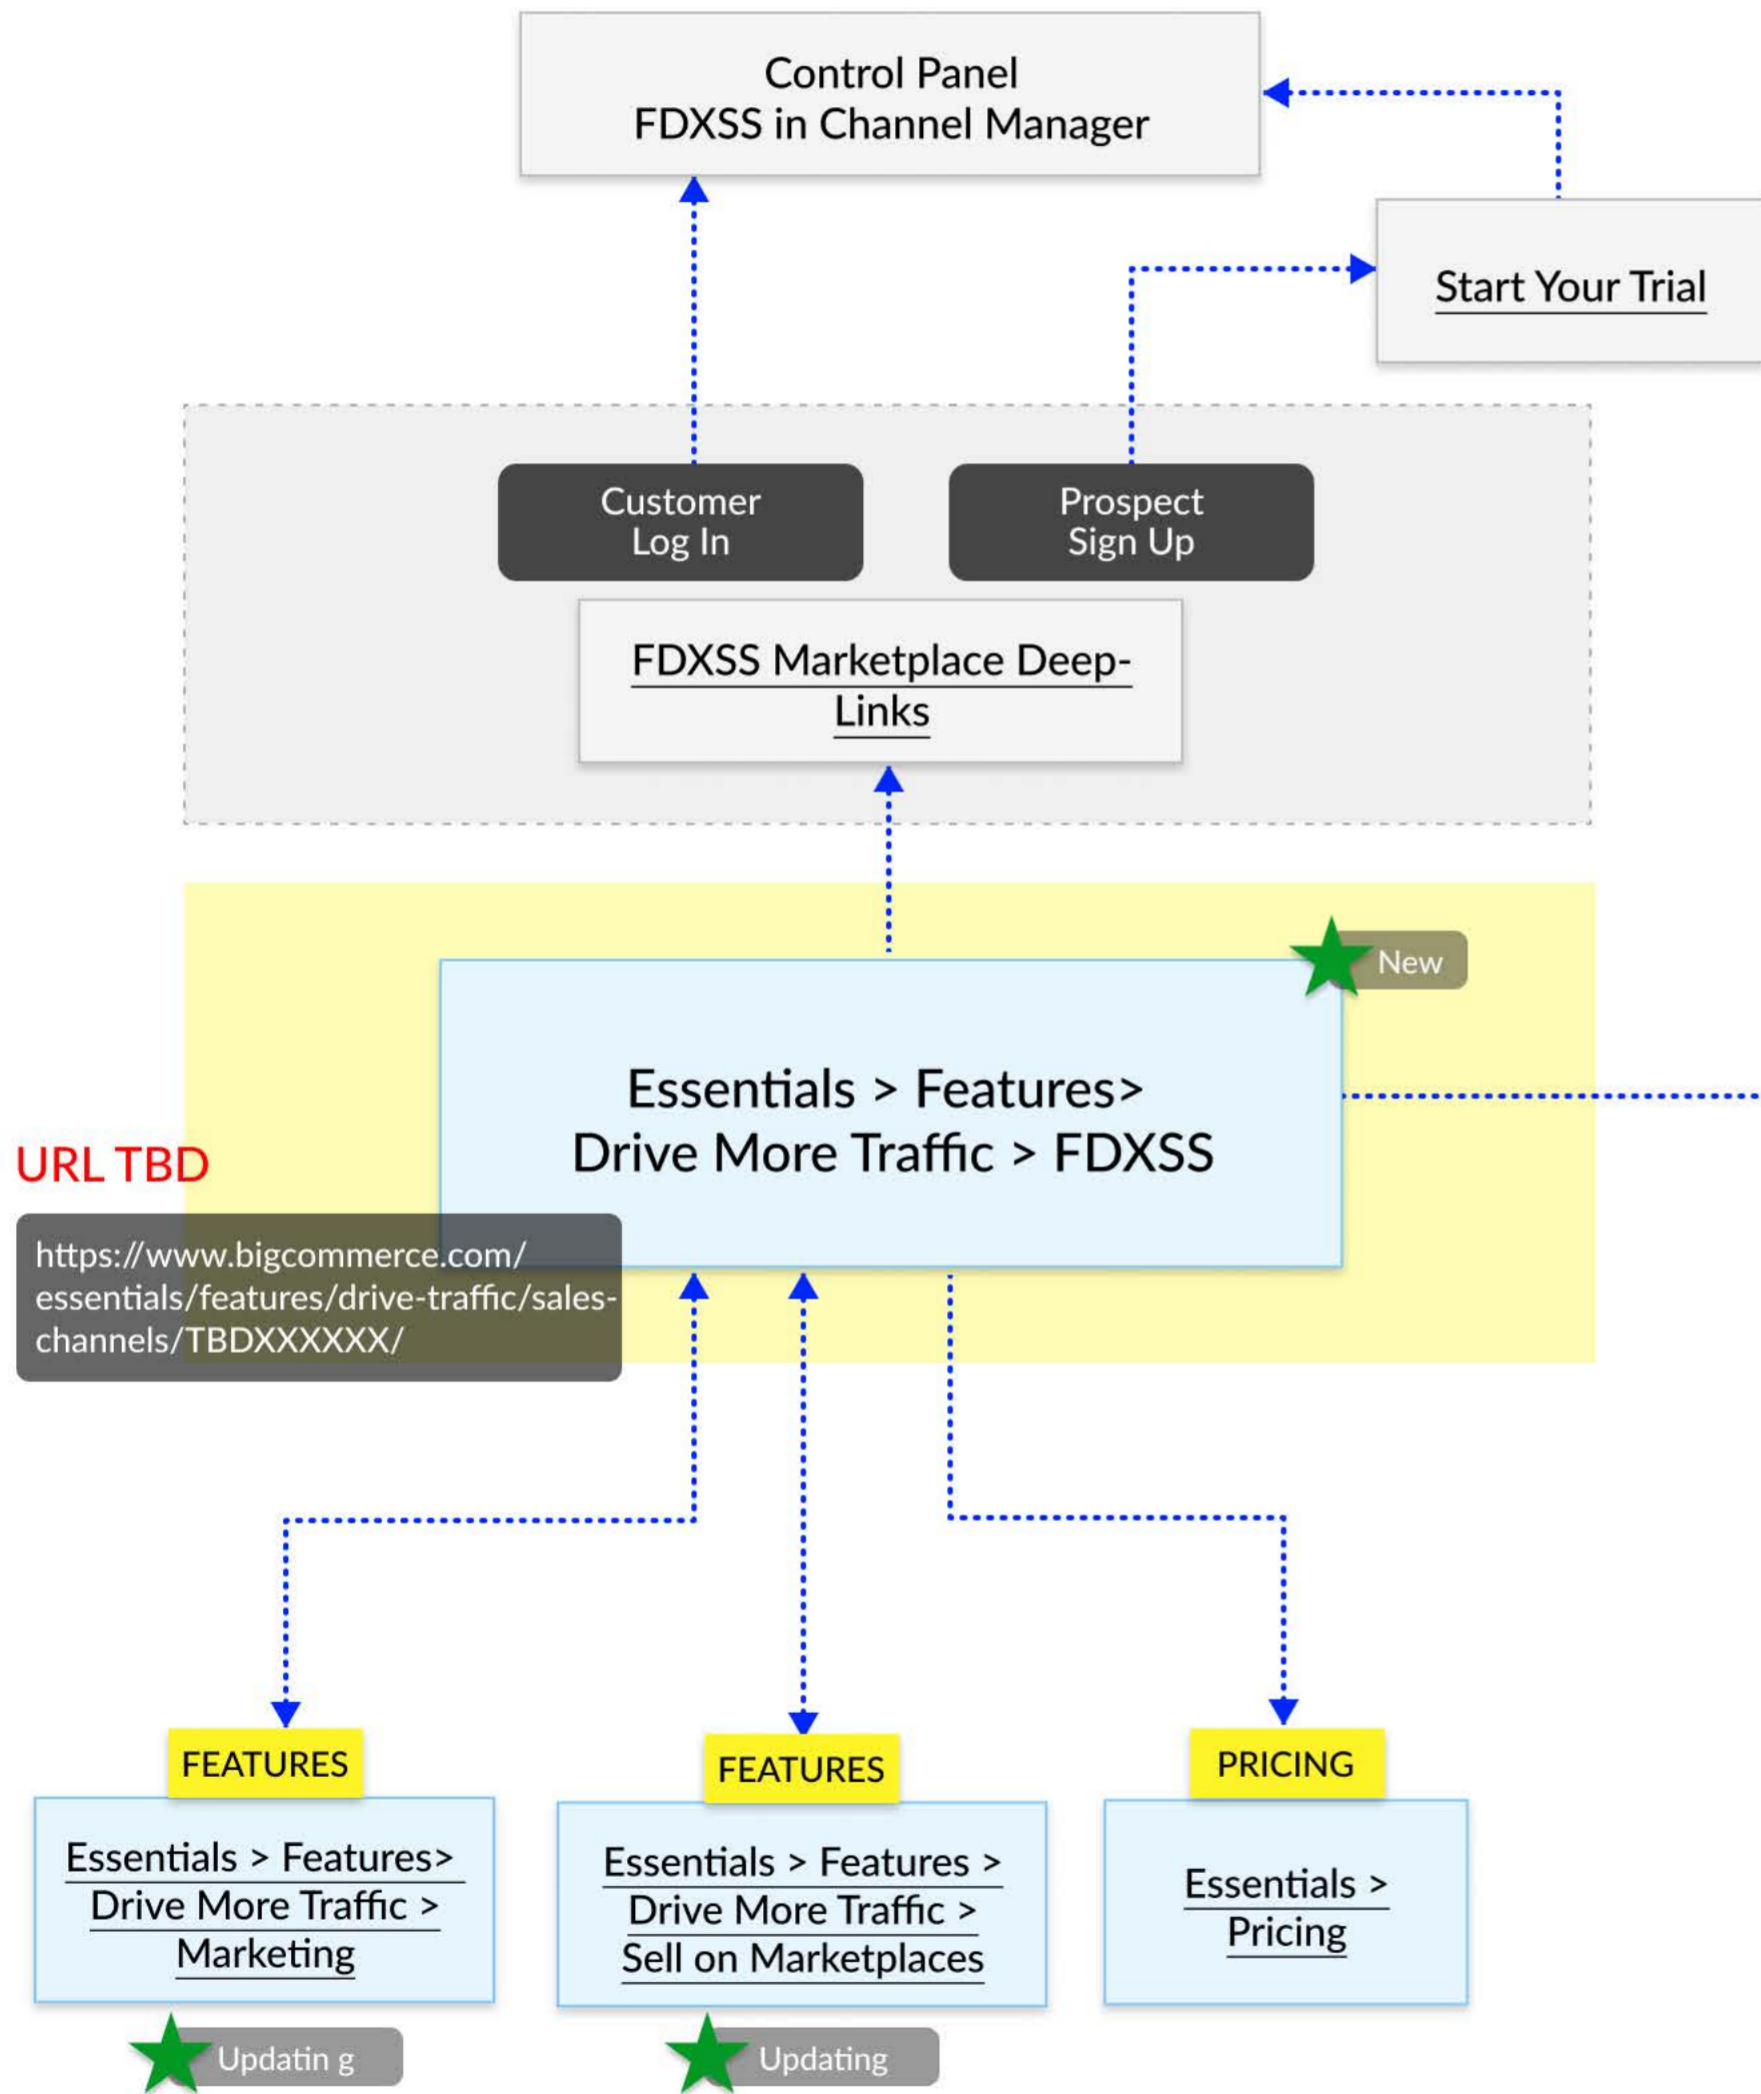 Control Panel
FDXSS in Channel Manager
Start Your Trial
Customer
Log In
Prospect
Sign Up
FDXSS Marketplace Deep-
Links
New
Essentials > Features>
Drive More Traffic > FDXSS
URL TBD
https://www.bigcommerce.com/
essentials/features/drive-traffic/sales-
channels/TBDXXXXXX/
FEATURES
Essentials > Features>
Drive More Traffic >
Marketing
Updatin g
FEATURES
Essentials > Features >
Drive More Traffic >
Sell on Marketplaces
Updating
PRICING
Essentials >
Pricing